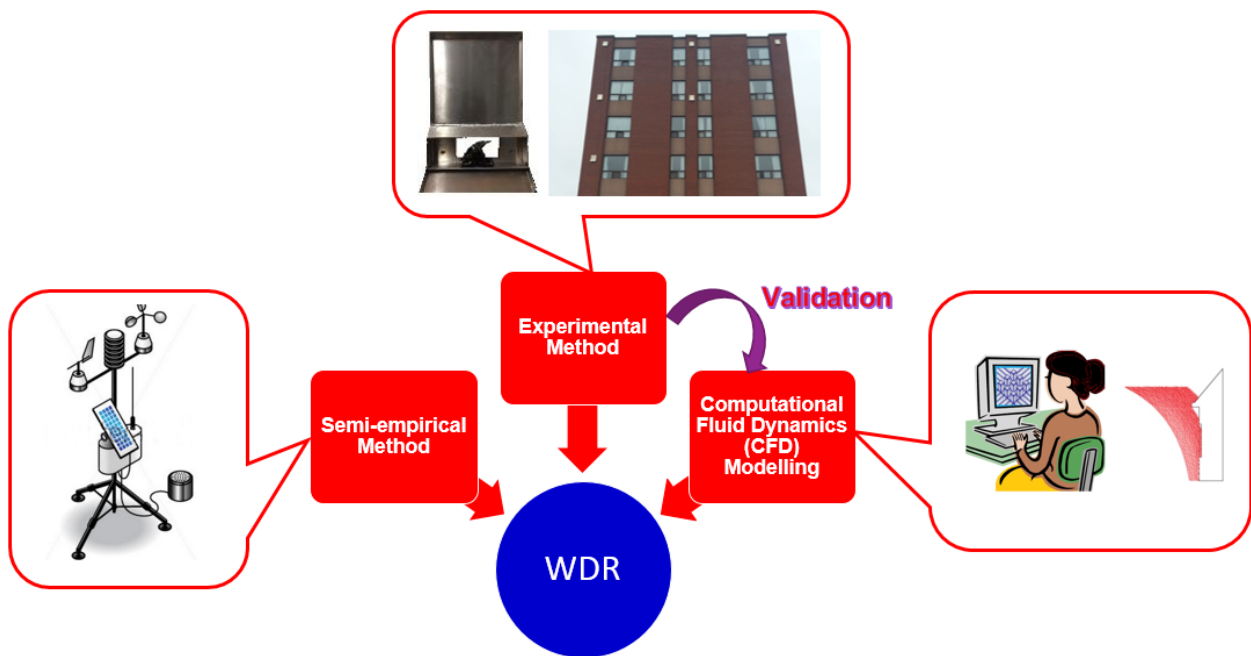 Experimental
Method
Validation
Semi-empirical
Method
Computational
Fluid Dynamics
(CFD)
Modelling
WDR